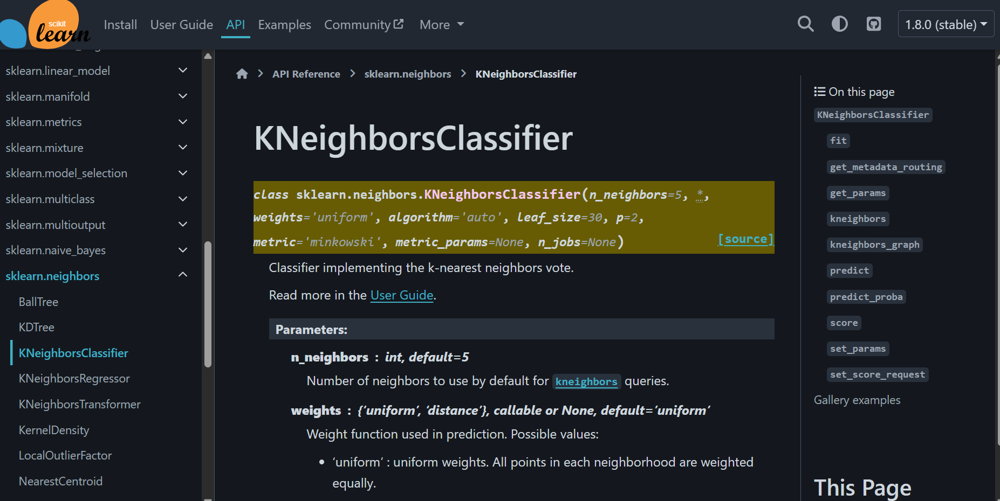 scikit
learn
Install
User Guide
API
Examples
Community
More
1.8.0 (stable)
sklearn.linear_model
sklearn.manifold
sklearn.metrics
sklearn.mixture
sklearn.model_selection
sklearn.multiclass
sklearn.multioutput
sklearn.naive_bayes
sklearn.neighbors
BallTree
KDTree
KNeighborsClassifier
KNeighborsRegressor
KNeighborsTransformer
KernelDensity
LocalOutlierFactor
NearestCentroid
API Reference > sklearn.neighbors > KNeighborsClassifier
KNeighborsClassifier
class sklearn.neighbors.KNeighborsClassifier(n_neighbors=5, *,
weights='uniform', algorithm='auto', leaf_size=30, p=2,
metric='minkowski', metric_params=None, n_jobs=None)
[source]
Classifier implementing the k-nearest neighbors vote.
Read more in the User Guide.
Parameters:
n_neighbors : int, default=5
Number of neighbors to use by default for kneighbors queries.
weights : {‘uniform’, ‘distance’}, callable or None, default=’uniform’
Weight function used in prediction. Possible values:
• ‘uniform’ : uniform weights. All points in each neighborhood are weighted
equally.
On this page
KNeighborsClassifier
fit
get_metadata_routing
get_params
kneighbors
kneighbors_graph
predict
predict_proba
score
set_params
set_score_request
Gallery examples
This Page